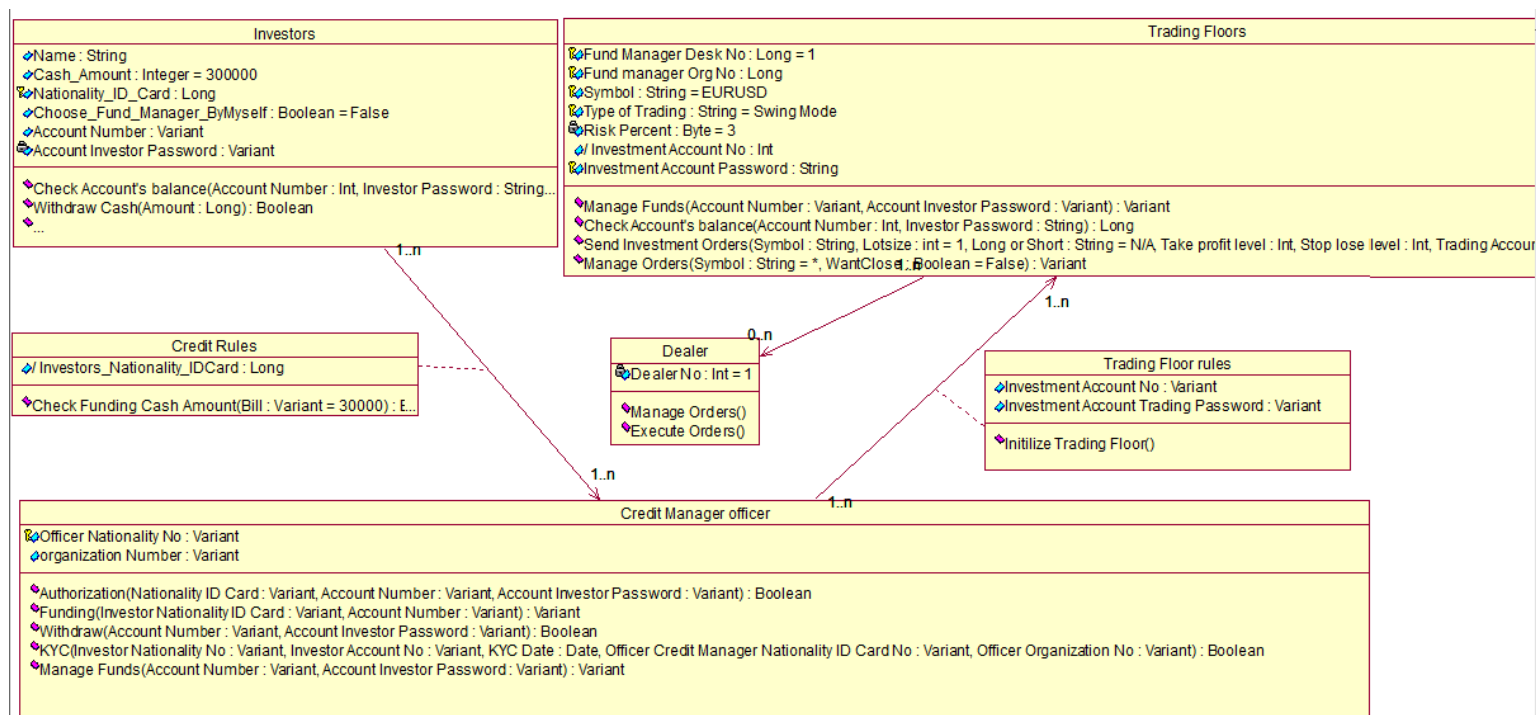 Investors
Name : String
Cash_Amount : Integer = 300000
Nationality_ID_Card : Long
Choose_Fund_Manager_ByMyself : Boolean = False
Account Number : Variant
Account Investor Password : Variant
Check Account's balance(Account Number : Int, Investor Password : String...
Withdraw Cash(Amount : Long) : Boolean
...
Trading Floors
Fund Manager Desk No : Long = 1
Fund manager Org No : Long
Symbol : String = EURUSD
Type of Trading : String = Swing Mode
Risk Percent : Byte = 3
/ Investment Account No : Int
Investment Account Password : String
Manage Funds(Account Number : Variant, Account Investor Password : Variant) : Variant
Check Account's balance(Account Number : Int, Investor Password : String) : Long
Send Investment Orders(Symbol : String, Lotsize : int = 1, Long or Short : String = N/A, Take profit level : Int, Stop lose level : Int, Trading Accour
Manage Orders(Symbol : String = *, WantClose : Boolean = False) : Variant
1..n
1..n
1..n
Credit Rules
/ Investors_Nationality_IDCard : Long
Check Funding Cash Amount(Bill : Variant = 30000) : E...
0..n
Dealer
DealerNo : Int = 1
Manage Orders()
Execute Orders()
Trading Floor rules
Investment Account No : Variant
Investment Account Trading Password : Variant
Initilize Trading Floor()
1..n
1..n
Credit Manager officer
Officer Nationality No : Variant
organization Number : Variant
Authorization(Nationality ID Card : Variant, Account Number : Variant, Account Investor Password : Variant) : Boolean
Funding(Investor Nationality ID Card : Variant, Account Number : Variant) : Variant
Withdraw(Account Number : Variant, Account Investor Password : Variant) : Boolean
KYC(Investor Nationality No : Variant, Investor Account No : Variant, KYC Date : Date, Officer Credit Manager Nationality ID Card No : Variant, Officer Organization No : Variant) : Boolean
Manage Funds(Account Number : Variant, Account Investor Password : Variant) : Variant